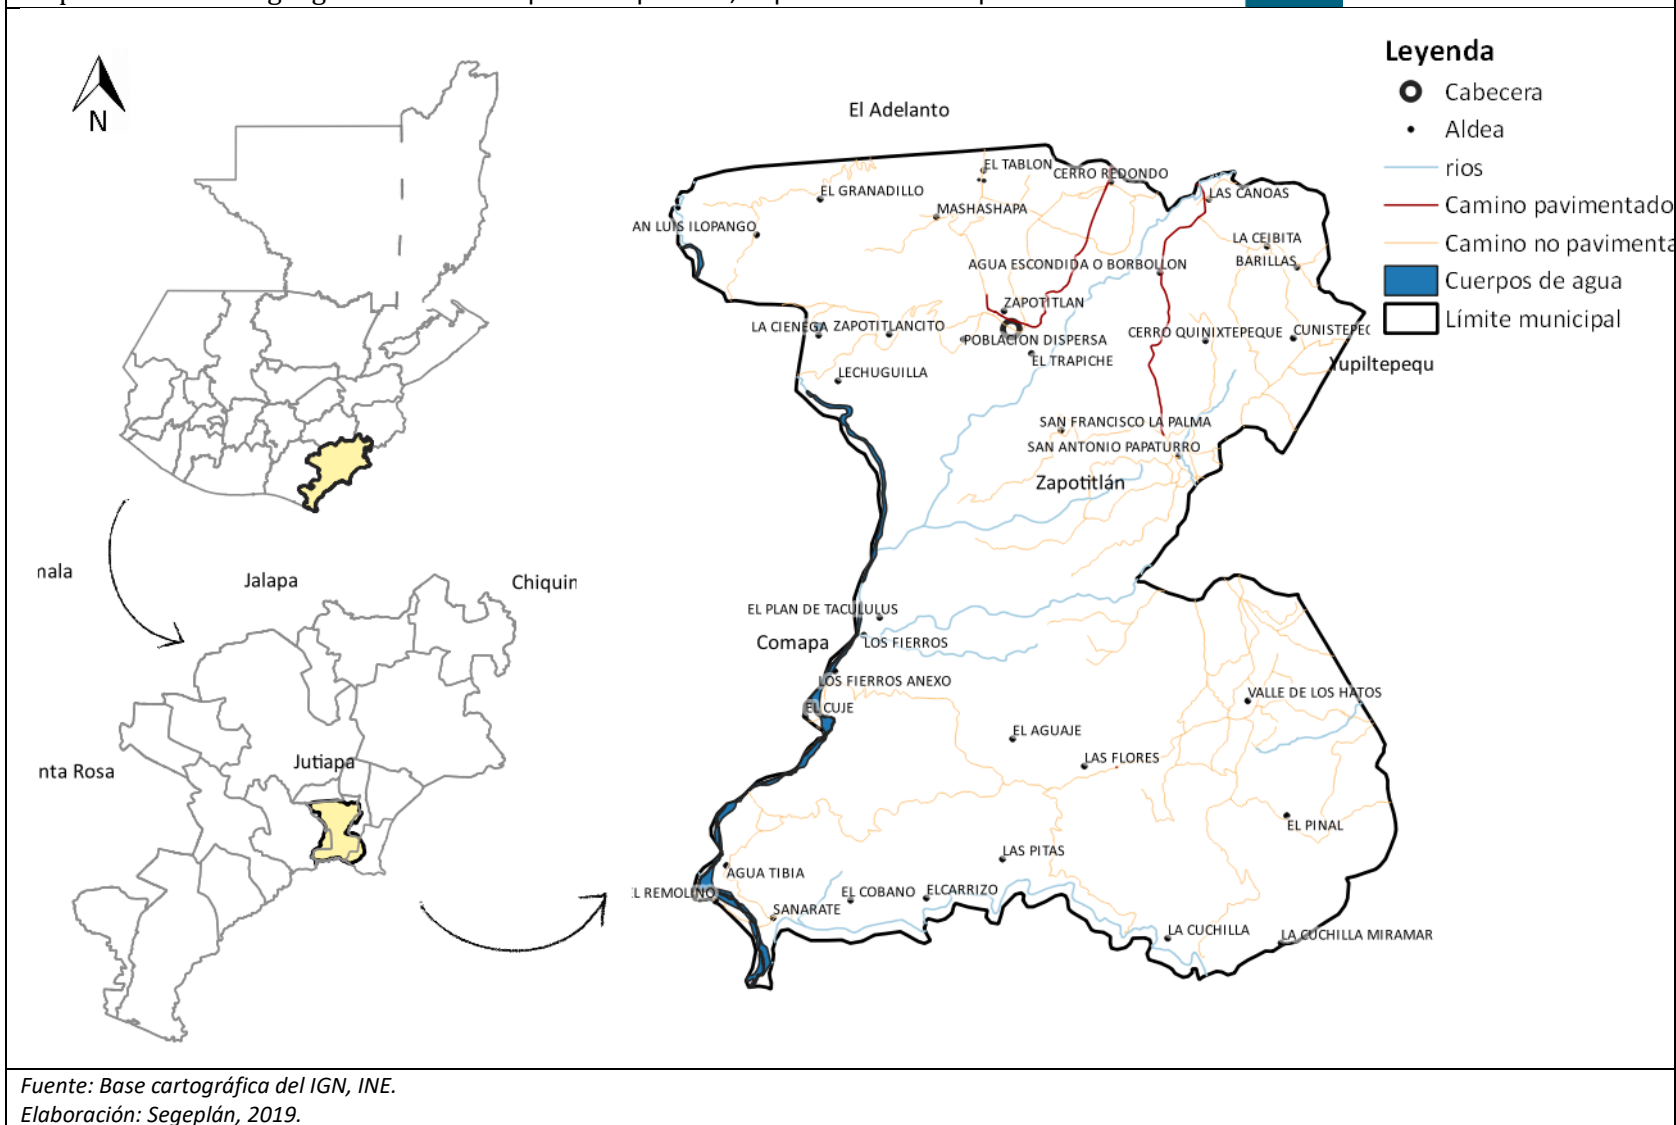 Leyenda
Cabecera
Aldea
rios
Camino pavimentado
Camino no pavimenta
Cuerpos de agua
Límite municipal
N
El Adelanto
EL TABLON
CERRO REDONDO
EL GRANADILLO
LAS CANOAS
MASHASHAPA
AN LUIS ILOPANGO
LA CEIBITA
BARILLAS
AGUA ESCONDIDA O BORBOLLON
ZAPOTITLAN
LA CIENEGA
ZAPOTITLANCITO
POBLACION DISPERSA
CERRO QUINIXTEPEQUE
CUNISTEPEC
EL TRAPICHE
Yupiltepequ
LECHUGUILLA
SAN FRANCISCO LA PALMA
SAN ANTONIO PAPATURRO
Zapotitlán
nala
Jalapa
Chiquin
EL PLAN DE TACULULUS
Comapa
LOS FIERROS
LOS FIERROS ANEXO
VALLE DE LOS HATOS
EL CUJE
EL AGUAJE
LAS FLORES
nta Rosa
Jutiapa
EL PINAL
LAS PITAS
AGUA TIBIA
EL REMOLINO
EL COBANO
ELCARRIZO
SANARATE
LA CUCHILLA
LA CUCHILLA MIRAMAR
Fuente: Base cartográfica del IGN, INE.
Elaboración: Segeplán, 2019.